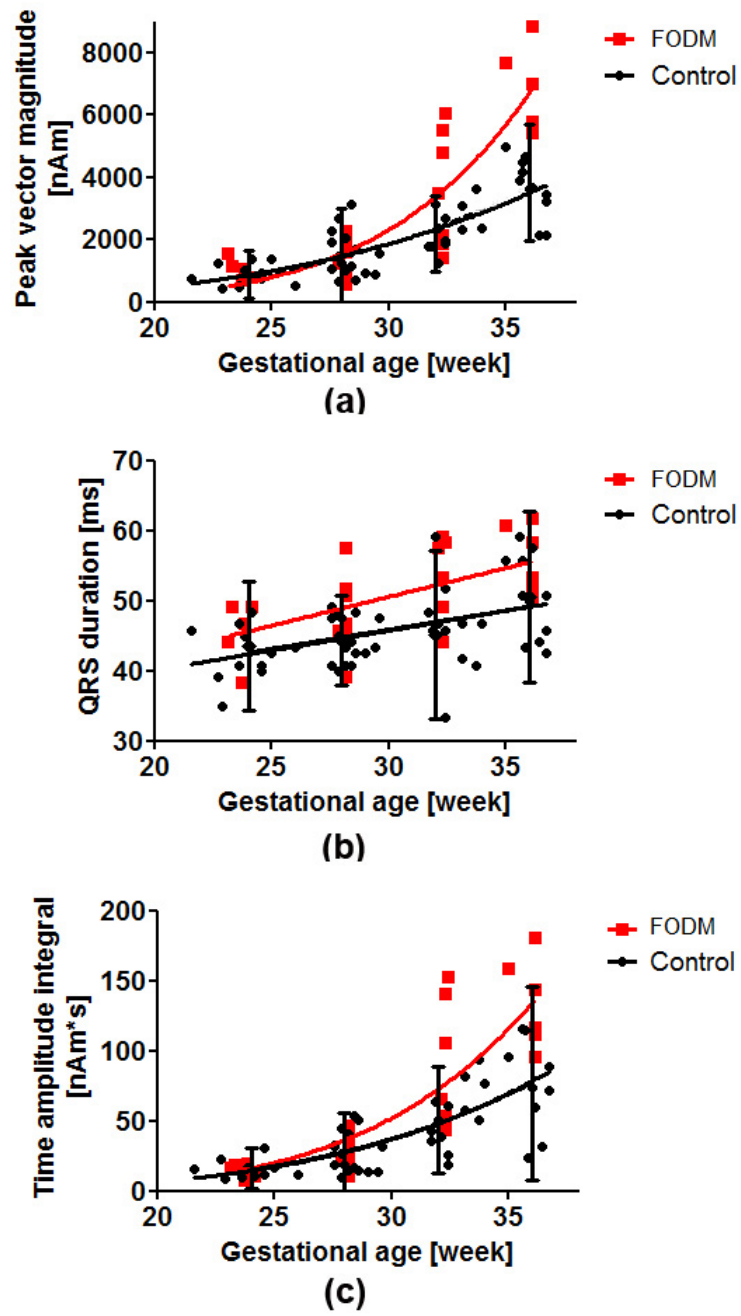 Peak vector magnitude
[nAm]
8000
6000
4000
2000
0
20
25
30
35
Gestational age [week]
(a)
FODM
Control
QRS duration [ms]
70
60
50
40
30
20
25
30
35
Gestational age [week]
(b)
FODM
Control
Time amplitude integral
[nAm*s]
200
150
100
50
0
20
25
30
35
Gestational age [week]
(c)
FODM
Control